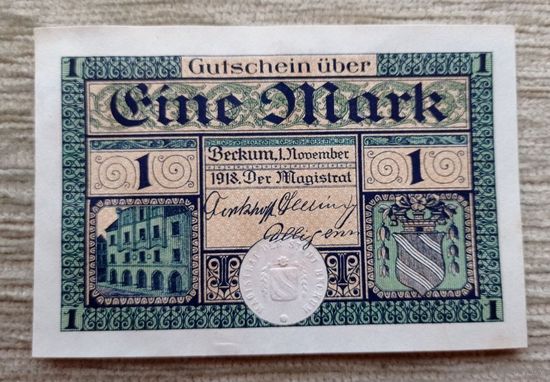 1 Gutschein über 1
Eine Mark
1 Beckum, 1. November 1
1918. Der Magistrat
1 1